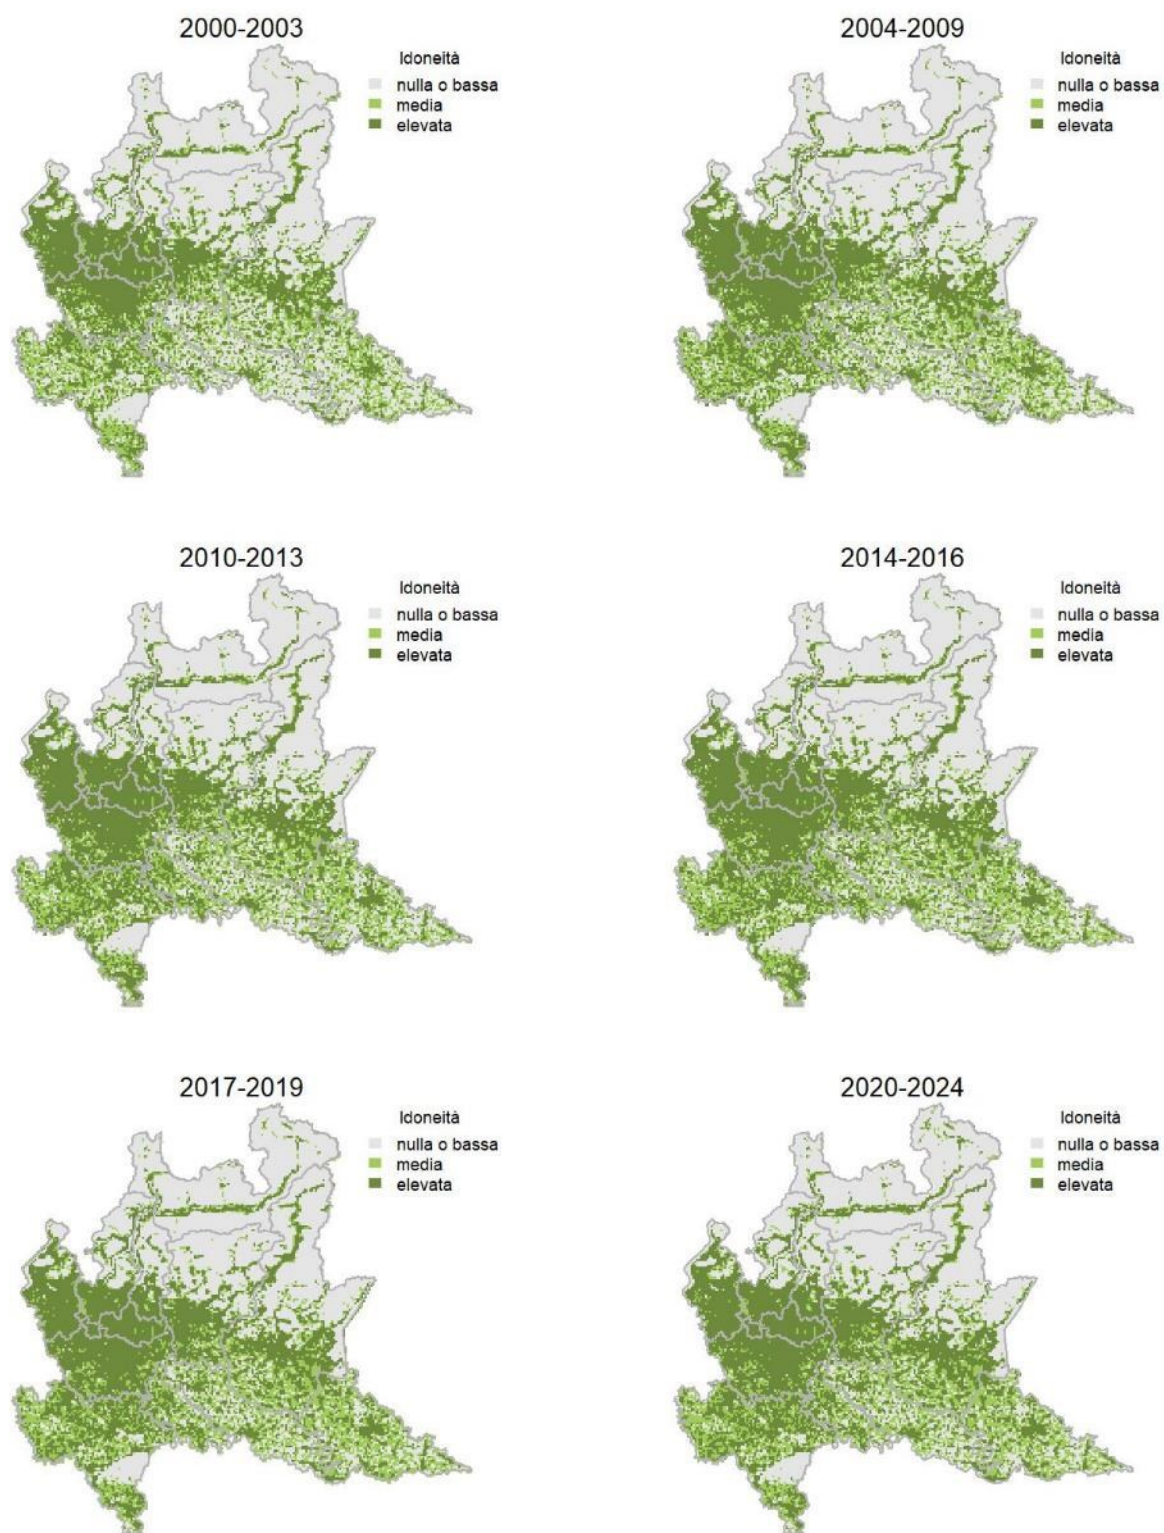 2000-2003
Idoneità
nulla o bassa
media
elevata
2004-2009
Idoneità
nulla o bassa
media
elevata
2010-2013
Idoneità
nulla o bassa
media
elevata
2014-2016
Idoneità
nulla o bassa
media
elevata
2017-2019
Idoneità
nulla o bassa
media
elevata
2020-2024
Idoneità
nulla o bassa
media
elevata